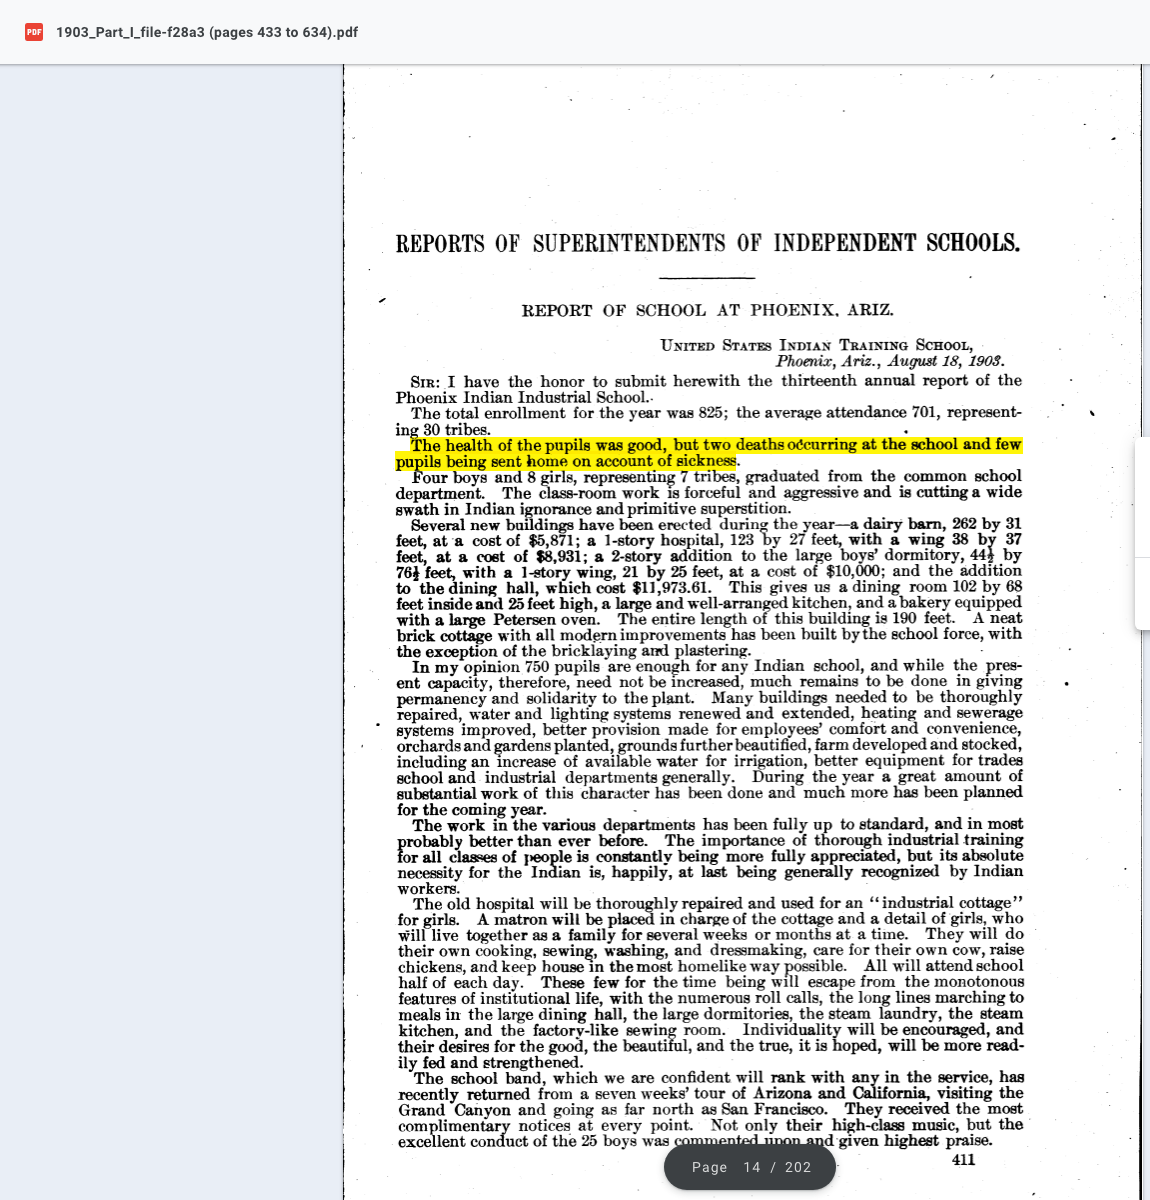 PDF 1903_Part_I_file-f28a3 (pages 433 to 634).pdf
REPORTS OF SUPERINTENDENTS OF INDEPENDENT SCHOOLS.
REPORT OF SCHOOL AT PHOENIX, ARIZ.
UNITED STATES INDIAN TRAINING SCHOOL,
Phoenix, Ariz., August 18, 1903.
SIR: I have the honor to submit herewith the thirteenth annual report of the
Phoenix Indian Industrial School.
The total enrollment for the year was 825; the average attendance 701, represent-
ing 30 tribes.
The health of the pupils was good, but two deaths occurring at the school and few
pupils being sent home on account of sickness.
Four boys and 8 girls, representing 7 tribes, graduated from the common school
department. The class-room work is forceful and aggressive and is cutting a wide
swath in Indian ignorance and primitive superstition.
Several new buildings have been erected during the year—a dairy barn, 262 by 31
feet, at a cost of $5,871; a 1-story hospital, 123 by 27 feet, with a wing 38 by 37
feet, at a cost of $8,931; a 2-story addition to the large boys' dormitory, 44½ by
76½ feet, with a 1-story wing, 21 by 25 feet, at a cost of $10,000; and the addition
to the dining hall, which cost $11,973.61. This gives us a dining room 102 by 68
feet inside and 25 feet high, a large and well-arranged kitchen, and a bakery equipped
with a large Petersen oven. The entire length of this building is 190 feet. A neat
brick cottage with all modern improvements has been built by the school force, with
the exception of the bricklaying and plastering.
In my opinion 750 pupils are enough for any Indian school, and while the pres-
ent capacity, therefore, need not be increased, much remains to be done in giving
permanency and solidarity to the plant. Many buildings needed to be thoroughly
repaired, water and lighting systems renewed and extended, heating and sewerage
systems improved, better provision made for employees' comfort and convenience,
orchards and gardens planted, grounds further beautified, farm developed and stocked,
including an increase of available water for irrigation, better equipment for trades
school and industrial departments generally. During the year a great amount of
substantial work of this character has been done and much more has been planned
for the coming year.
The work in the various departments has been fully up to standard, and in most
probably better than ever before. The importance of thorough industrial training
for all classes of people is constantly being more fully appreciated, but its absolute
necessity for the Indian is, happily, at last being generally recognized by Indian
workers.
The old hospital will be thoroughly repaired and used for an "industrial cottage"
for girls. A matron will be placed in charge of the cottage and a detail of girls, who
will live together as a family for several weeks or months at a time. They will do
their own cooking, sewing, washing, and dressmaking, care for their own cow, raise
chickens, and keep house in the most homelike way possible. All will attend school
half of each day. These few for the time being will escape from the monotonous
features of institutional life, with the numerous roll calls, the long lines marching to
meals in the large dining hall, the large dormitories, the steam laundry, the steam
kitchen, and the factory-like sewing room. Individuality will be encouraged, and
their desires for the good, the beautiful, and the true, it is hoped, will be more read-
ily fed and strengthened.
The school band, which we are confident will rank with any in the service, has
recently returned from a seven weeks' tour of Arizona and California, visiting the
Grand Canyon and going as far north as San Francisco. They received the most
complimentary notices at every point. Not only their high-class music, but the
excellent conduct of the 25 boys was commented upon and given highest praise.
411
Page 14 / 202